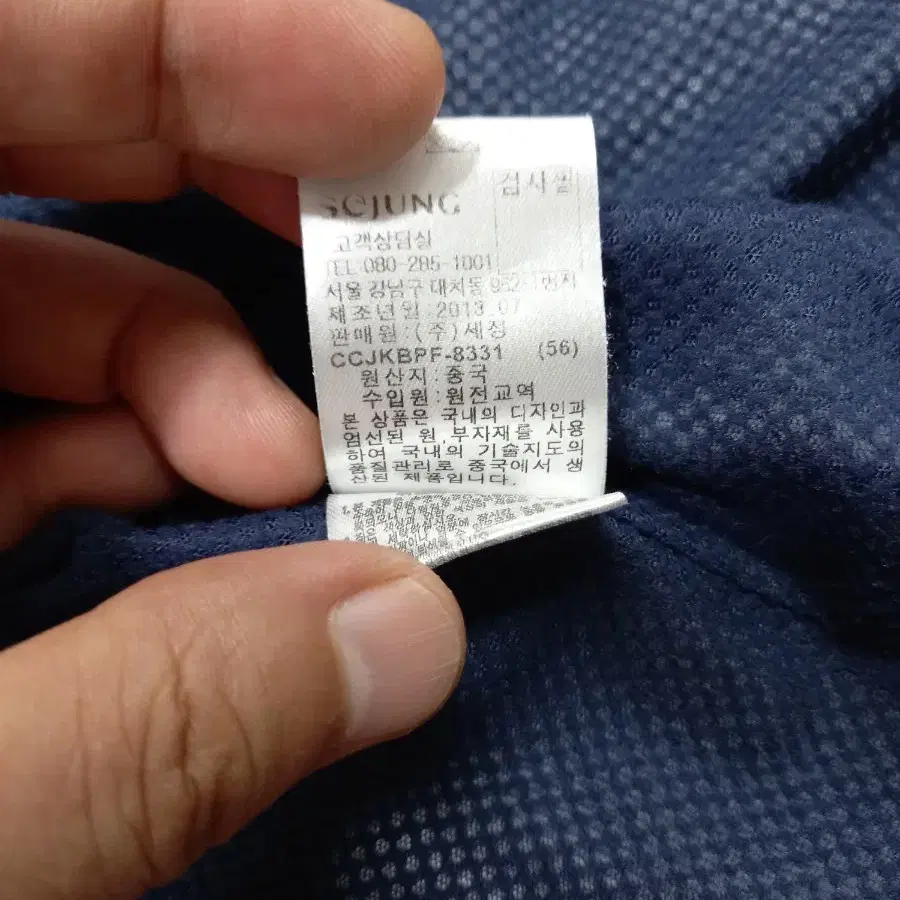 검사필
SEJUNG
고객상담실
TEL:080-285-1001
서울 강남구 대치동 952-1번지
제조년월:2013.07
판매원:(주)세정
CCJKBPF-8331 (56)
원산지:중국
수입원:원전교역
본 상품은 국내의 디자인과
엄선된 원,부자재를 사용
하여 국내의 기술지도의
품질관리로 중국에서 생
산된 제품입니다.